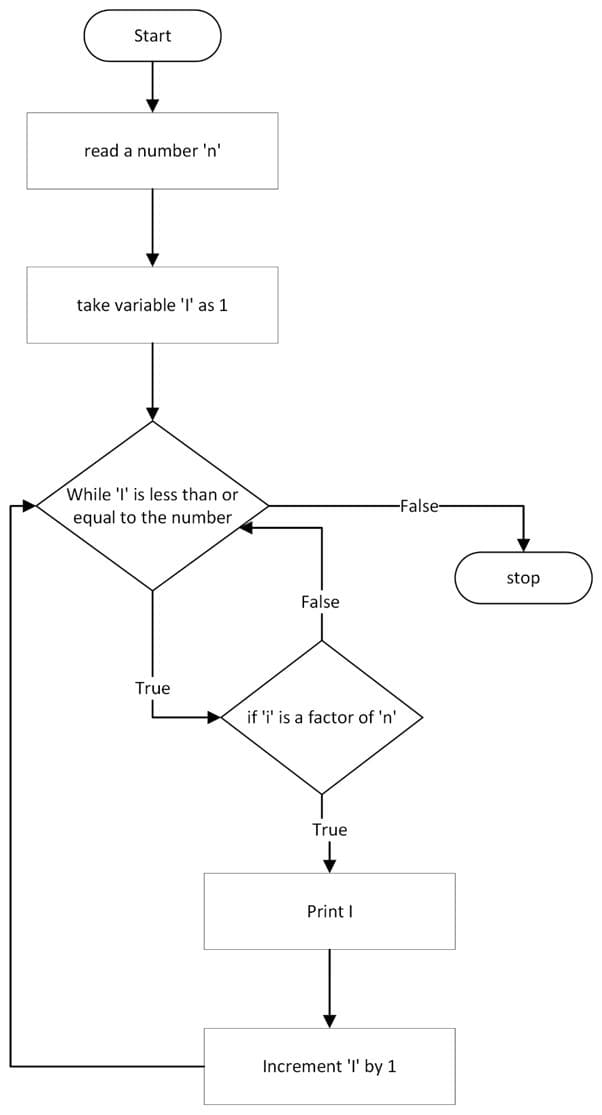 Start
read a number 'n'
take variable 'I' as 1
While 'I' is less than or
equal to the number
False
stop
False
True
if 'i' is a factor of 'n'
True
Print I
Increment 'I' by 1